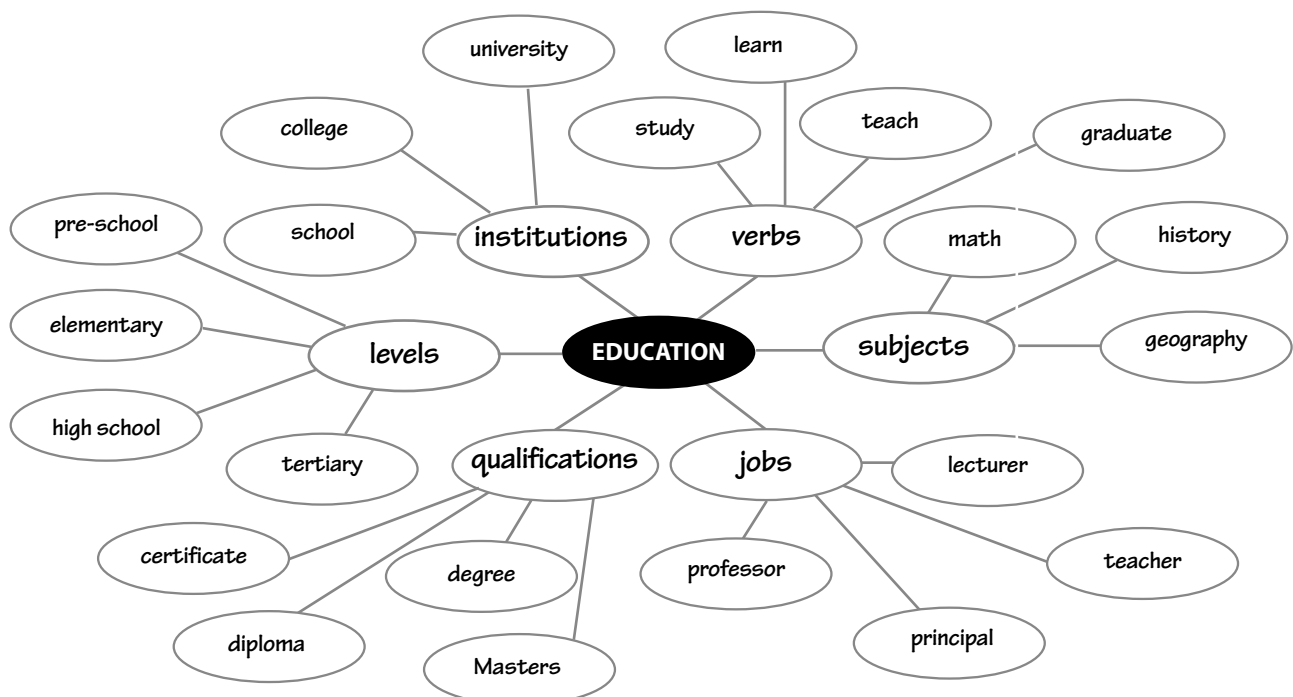 university
learn
college
study
teach
graduate
pre-school
school
institutions
verbs
math
history
elementary
levels
EDUCATION
subjects
geography
high school
tertiary
qualifications
jobs
lecturer
certificate
degree
professor
teacher
diploma
Masters
principal